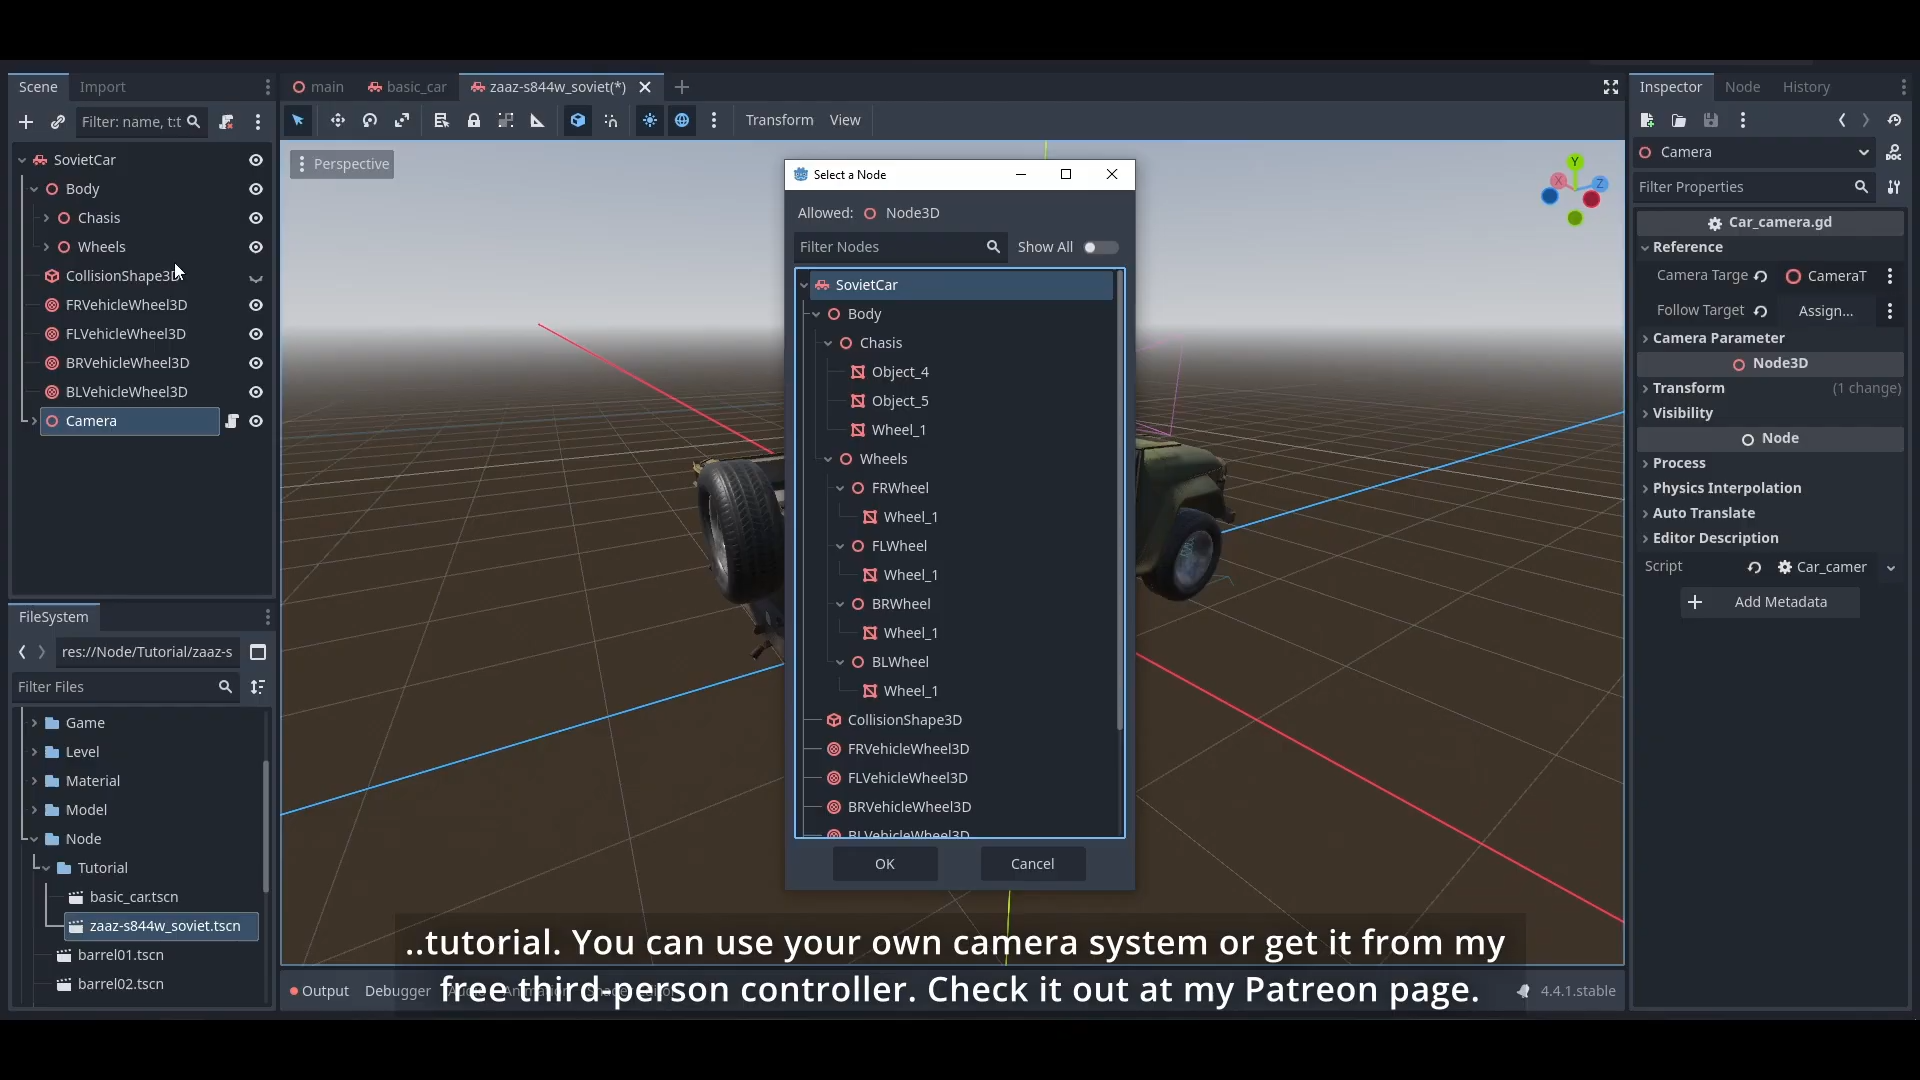 Scene
Import
main
basic_car
zaaz-s844w_soviet(*)
Inspector
Node
History
Filter: name, t:t
Transform
View
Perspective
SovietCar
Body
Chasis
Wheels
CollisionShape3D
FRVehicleWheel3D
FLVehicleWheel3D
BRVehicleWheel3D
BLVehicleWheel3D
Camera
FileSystem
res://Node/Tutorial/zaaz-s
Filter Files
Game
Level
Material
Model
Node
Tutorial
basic_car.tscn
zaaz-s844w_soviet.tscn
barrel01.tscn
barrel02.tscn
Select a Node
Allowed: Node3D
Filter Nodes
Show All
SovietCar
Body
Chasis
Object_4
Object_5
Wheel_1
Wheels
FRWheel
Wheel_1
FLWheel
Wheel_1
BRWheel
Wheel_1
BLWheel
Wheel_1
CollisionShape3D
FRVehicleWheel3D
FLVehicleWheel3D
BRVehicleWheel3D
BLVehicleWheel3D
OK
Cancel
Y
X
Z
..tutorial. You can use your own camera system or get it from my
free third-person controller. Check it out at my Patreon page.
Output
Debugger
4.4.1.stable
Camera
Filter Properties
Car_camera.gd
Reference
Camera Targe
CameraT
Follow Target
Assign...
Camera Parameter
Node3D
Transform
(1 change)
Visibility
Node
Process
Physics Interpolation
Auto Translate
Editor Description
Script
Car_camer
Add Metadata